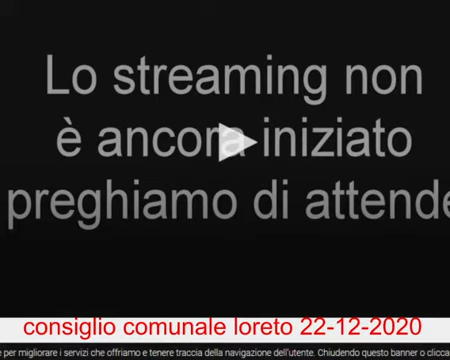 Lo streaming non
è ancora iniziato
preghiamo di attende
consiglio comunale loreto 22-12-2020
e per migliorare i servizi che offriamo e tenere traccia della navigazione dell'utente. Chiudendo questo banner o clicca